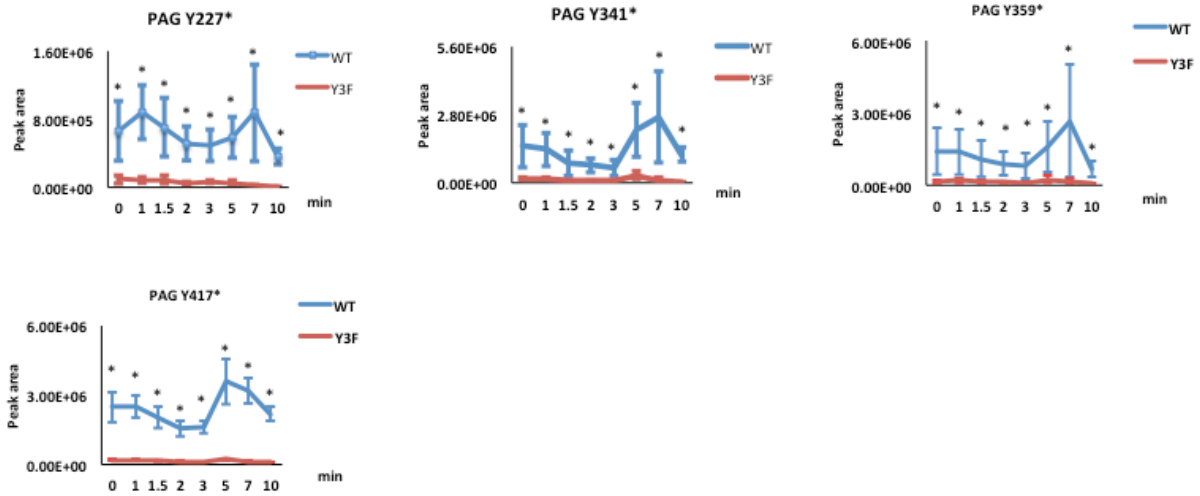 PAG Y227*
1.60E+06
8.00E+05
0.00E+00
Peak area
* * * * * * * *
0 1 1.5 2 3 5 7 10
min
WT
Y3F
PAG Y341*
5.60E+06
2.80E+06
0.00E+00
Peak area
* * * * * * * *
0 1 1.5 2 3 5 7 10
min
WT
Y3F
PAG Y359*
6.00E+06
3.00E+06
0.00E+00
Peak area
* * * * * * * *
0 1 1.5 2 3 5 7 10
min
WT
Y3F
PAG Y417*
6.00E+06
3.00E+06
0.00E+00
Peak area
* * * * * * * *
0 1 1.5 2 3 5 7 10
min
WT
Y3F